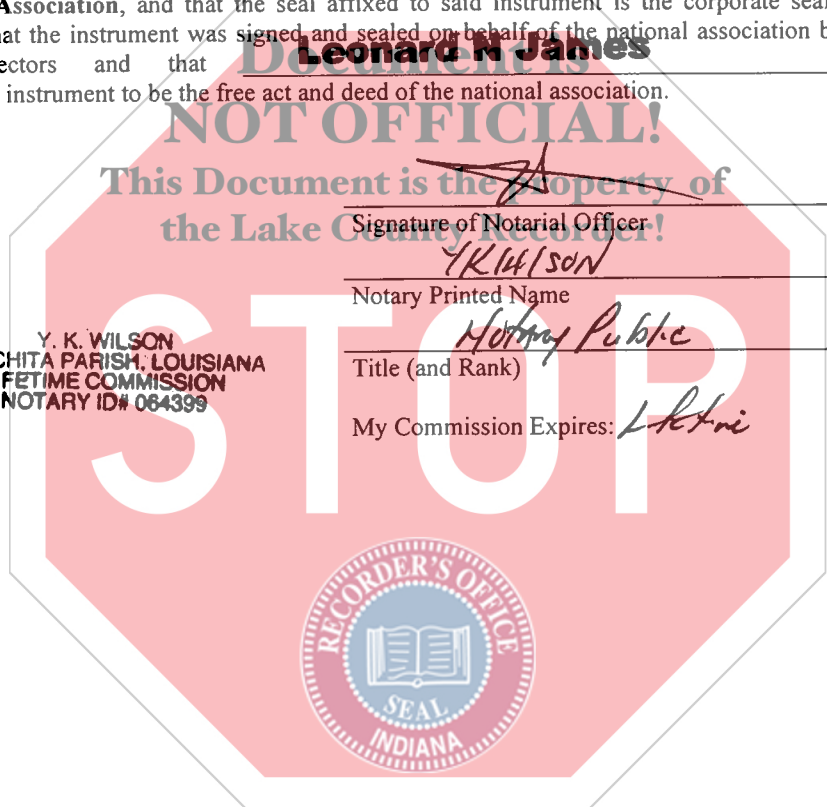 Association, and that the seal affixed to said instrument is the corporate sea
at the instrument was signed and sealed on behalf of the national association b
ectors and that Leonard N James
instrument to be the free act and deed of the national association.
Document is
NOT OFFICIAL!
This Document is the property of
the Lake County Recorder!
Signature of Notarial Officer
YKWilSON
Notary Printed Name
Notary Public
Title (and Rank)
My Commission Expires: Lifetime
Y. K. WILSON
CHITA PARISH, LOUISIANA
FETIME COMMISSION
NOTARY ID# 064399
STOP
RECORDER'S OFFICE
SEAL
INDIANA